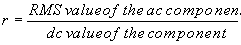 r = RMS value of the ac componen.
dc value of the component